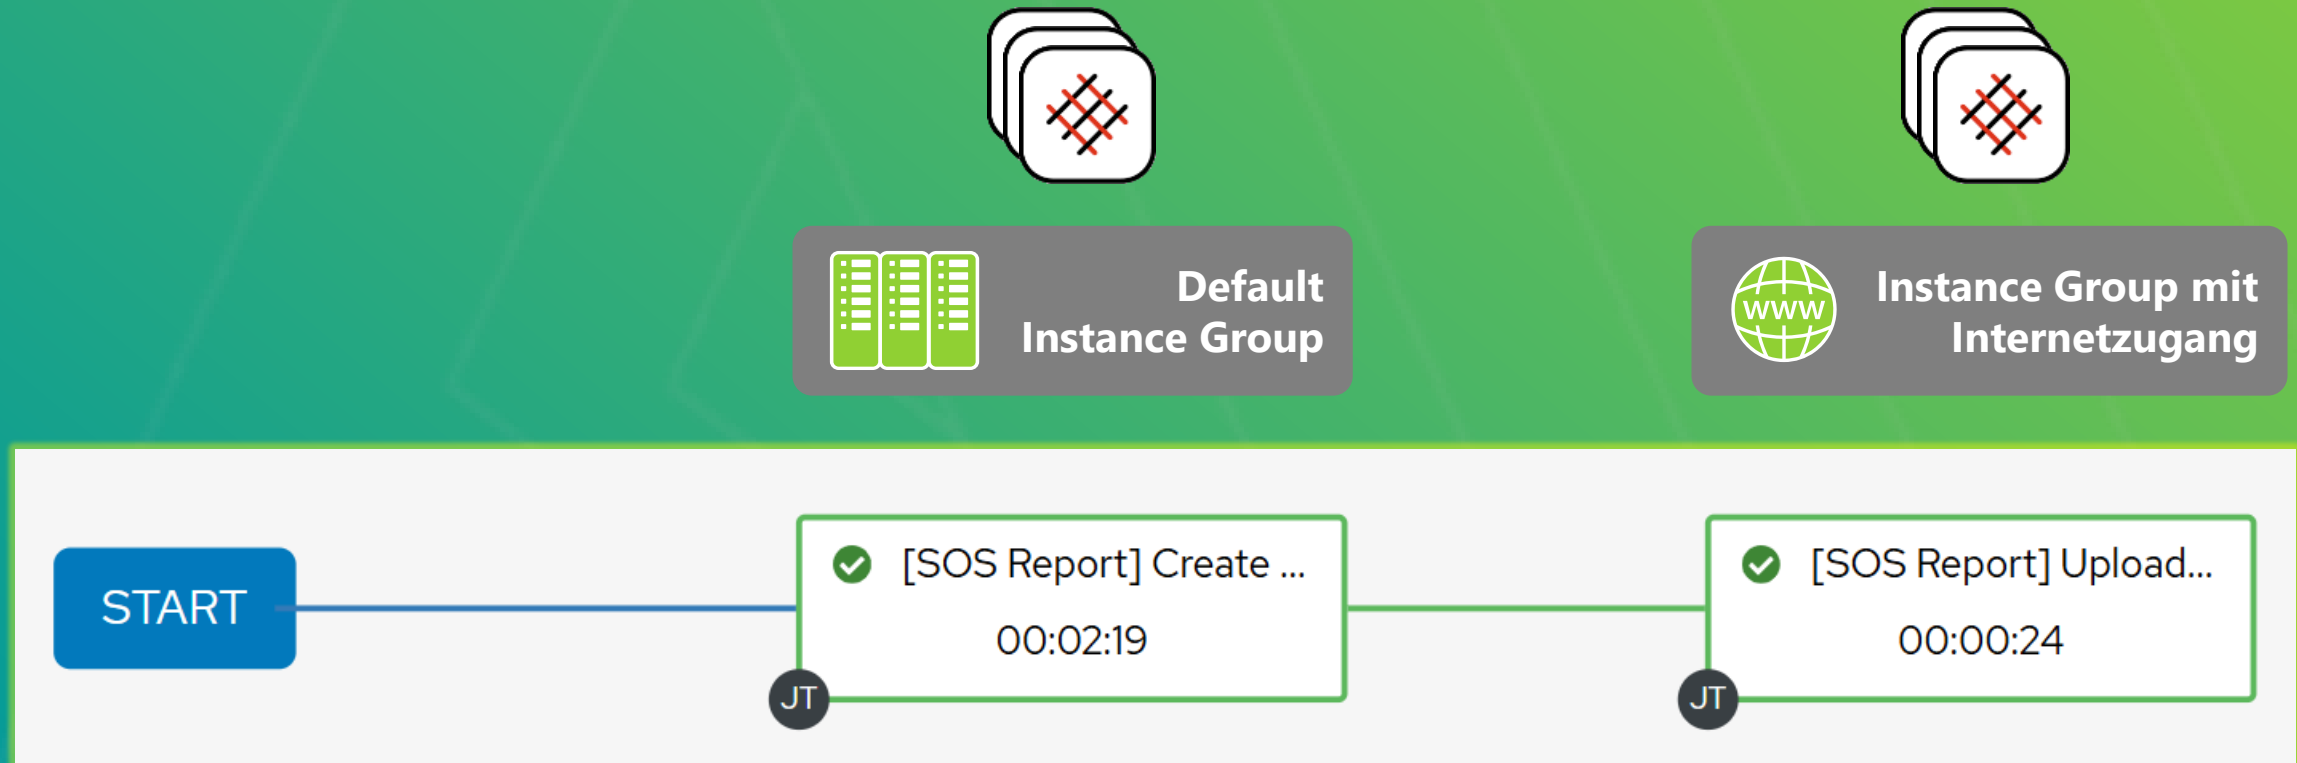 Default
Instance Group
www
Instance Group mit
Internetzugang
START
[SOS Report] Create ...
00:02:19
JT
[SOS Report] Upload...
00:00:24
JT